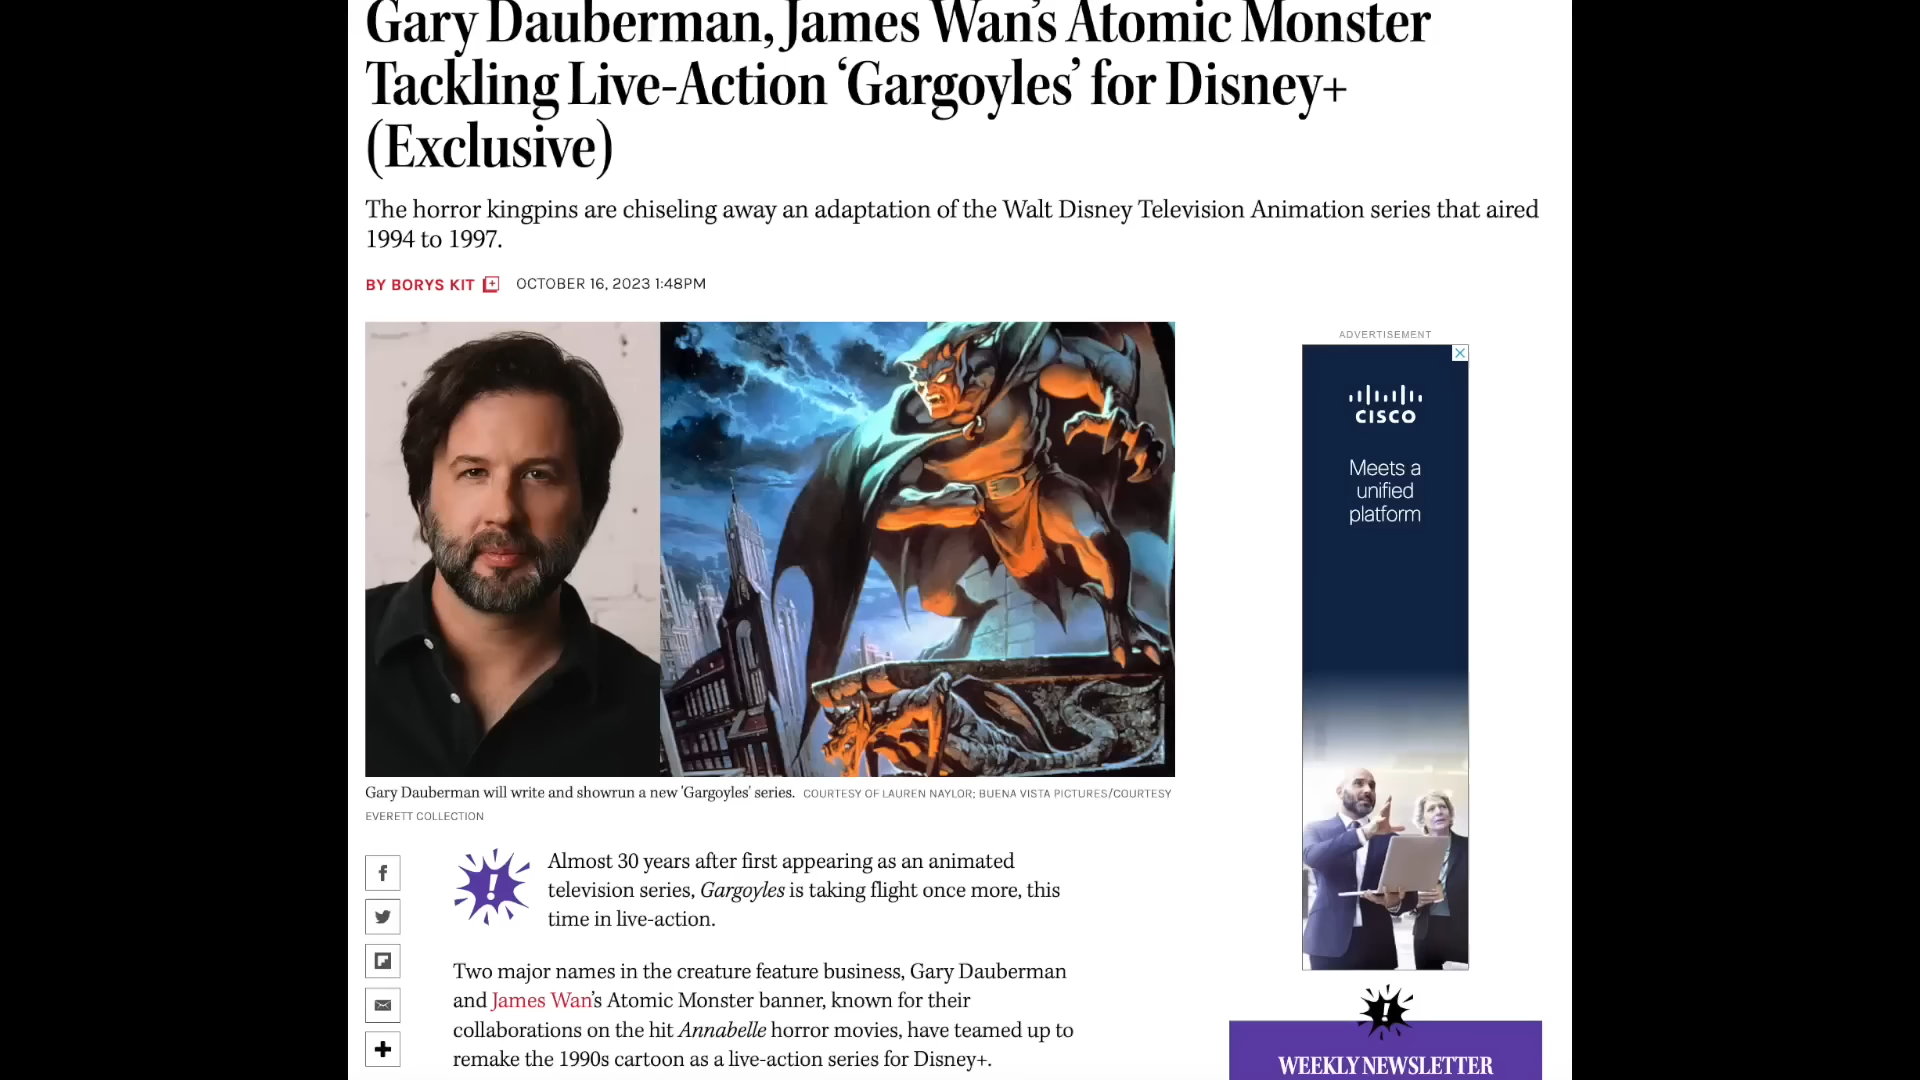 Gary Dauberman, James Wan's Atomic Monster
Tackling Live-Action ‘Gargoyles’ for Disney+
(Exclusive)
The horror kingpins are chiseling away an adaptation of the Walt Disney Television Animation series that aired
1994 to 1997.
BY BORYS KIT OCTOBER 16, 2023 1:48PM
Gary Dauberman will write and showrun a new 'Gargoyles' series. COURTESY OF LAUREN NAYLOR; BUENA VISTA PICTURES/COURTESY
EVERETT COLLECTION
Almost 30 years after first appearing as an animated
television series, Gargoyles is taking flight once more, this
time in live-action.
Two major names in the creature feature business, Gary Dauberman
and James Wan's Atomic Monster banner, known for their
collaborations on the hit Annabelle horror movies, have teamed up to
remake the 1990s cartoon as a live-action series for Disney+.
ADVERTISEMENT
CISCO
Meets a
unified
platform
WEEKLY NEWSLETTER